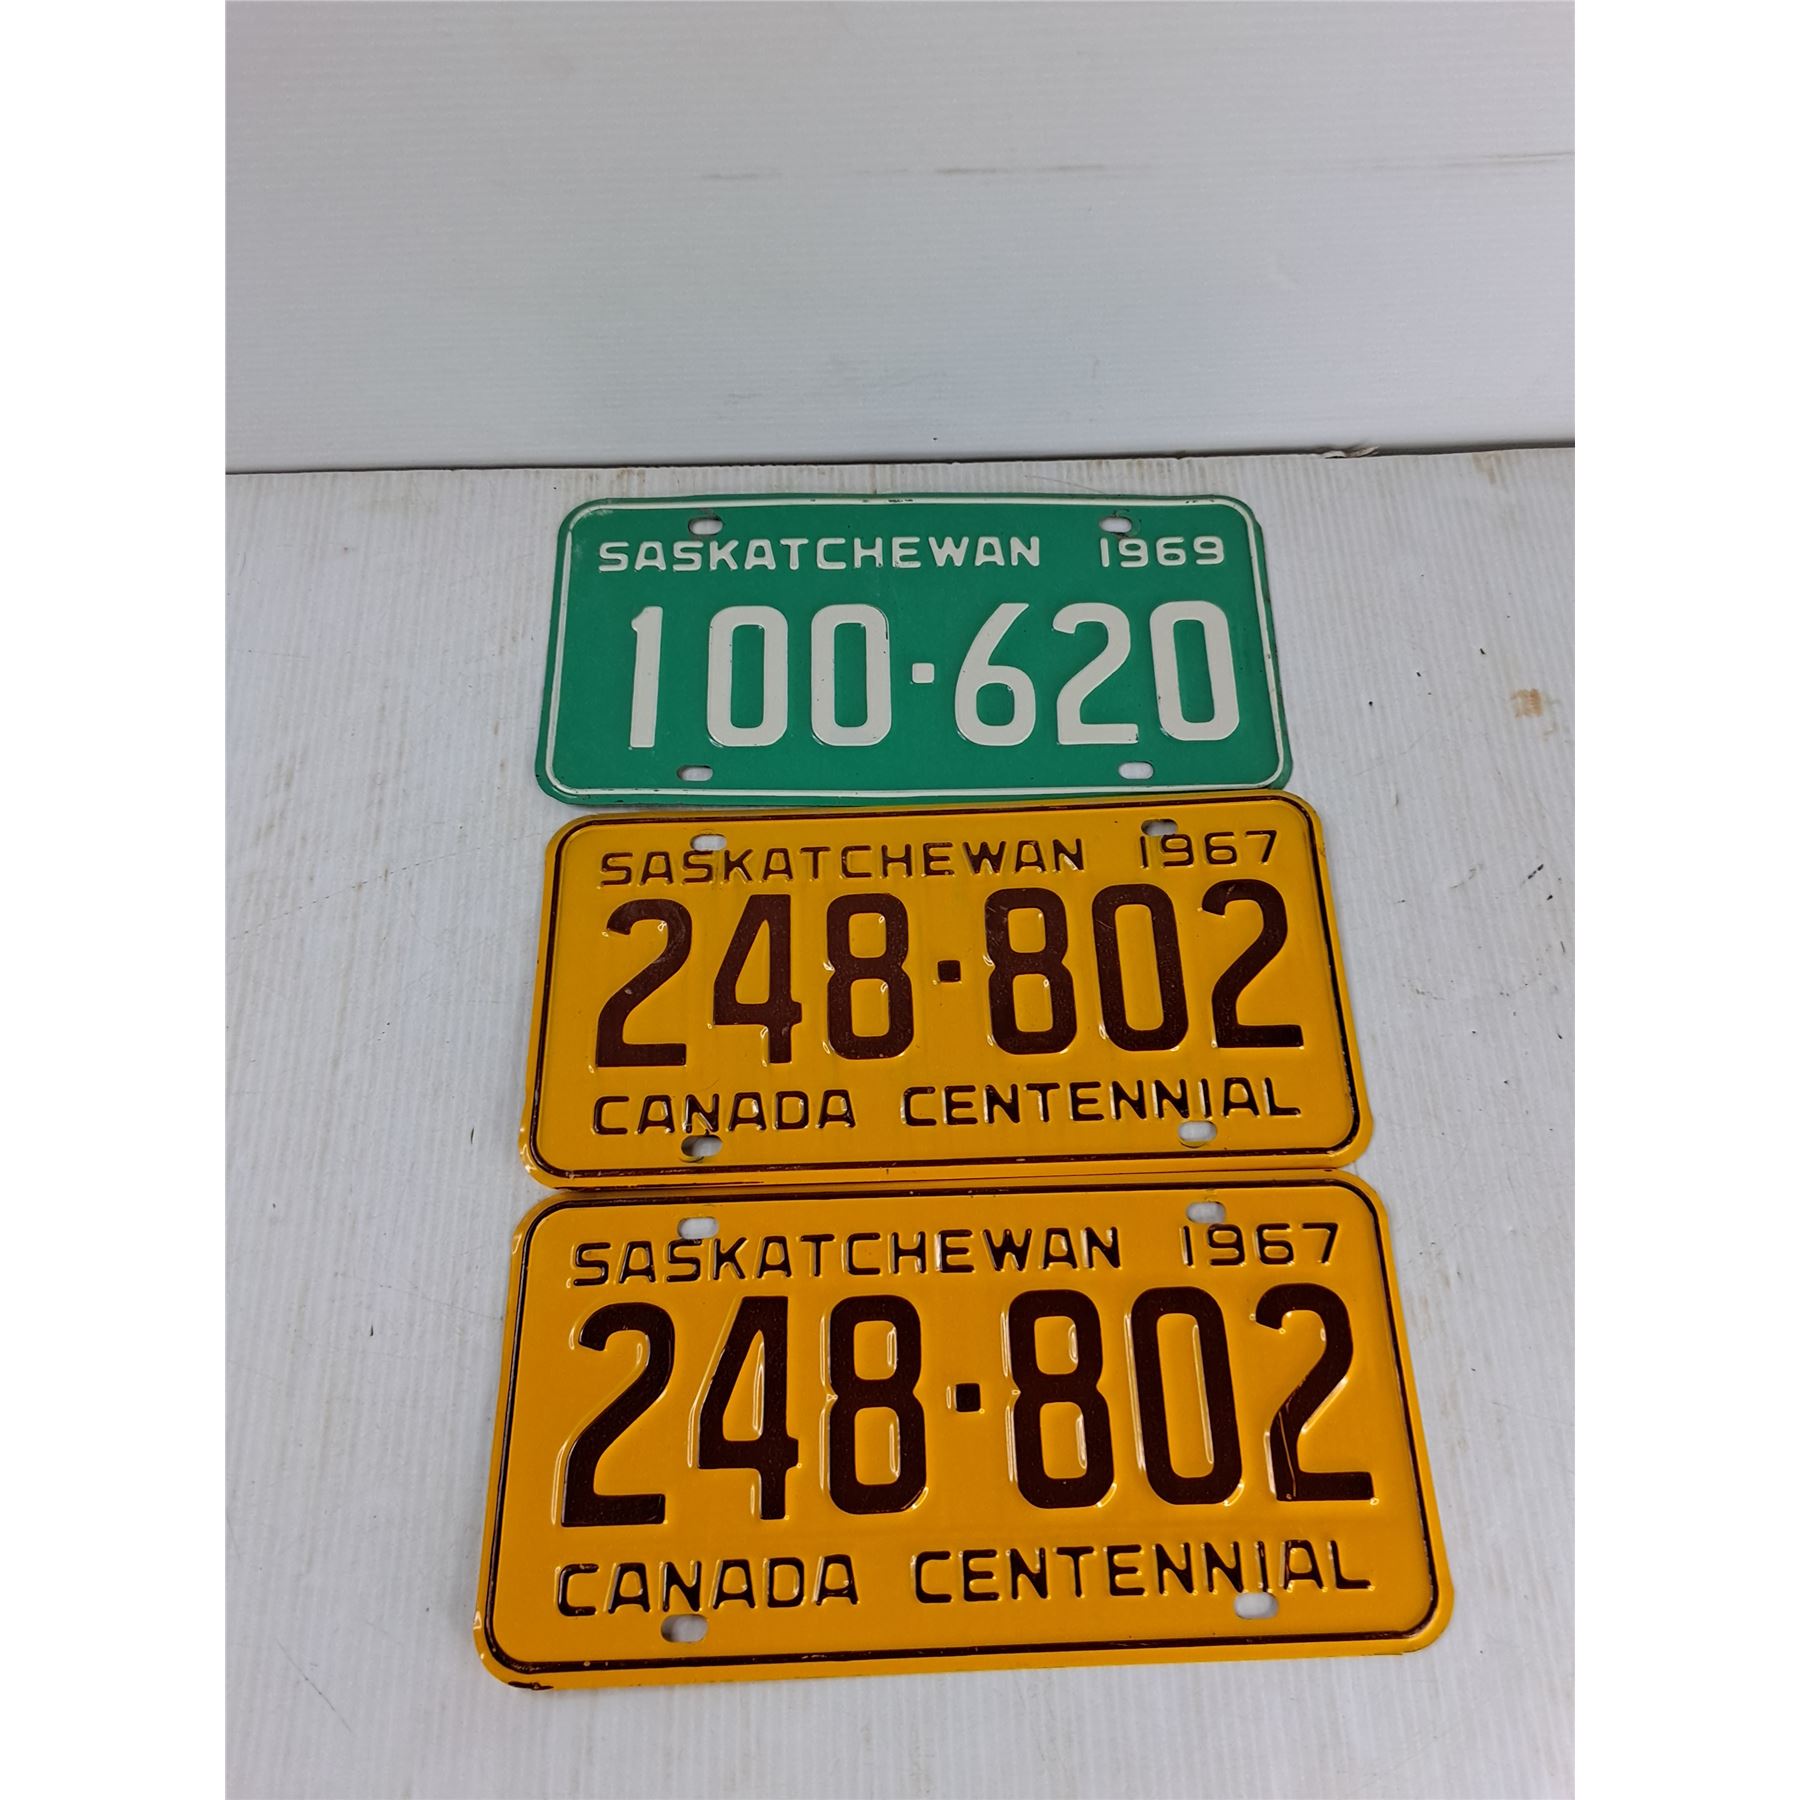 SASKATCHEWAN 1969
100·620
SASKATCHEWAN 1967
248·802
CANADA CENTENNIAL
SASKATCHEWAN 1967
248·802
CANADA CENTENNIAL